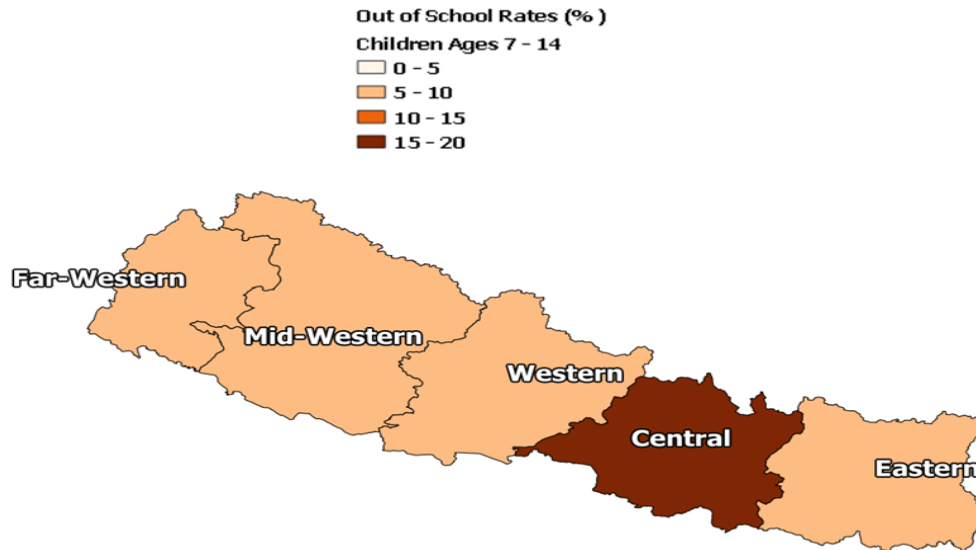 Out of School Rates (% )
Children Ages 7 - 14
0 - 5
5 - 10
10 - 15
15 - 20
Far-Western
Mid-Western
Western
Central
Eastern